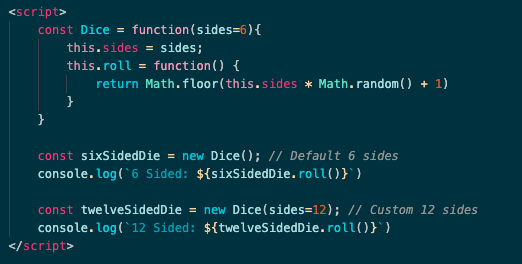 <script>
const Dice = function(sides=6){
this.sides = sides;
this.roll = function() {
return Math.floor(this.sides * Math.random() + 1)
}
}
const sixSidedDie = new Dice(); // Default 6 sides
console.log(`6 Sided: ${sixSidedDie.roll()}`)
const twelveSidedDie = new Dice(sides=12); // Custom 12 sides
console.log(`12 Sided: ${twelveSidedDie.roll()}`)
</script>